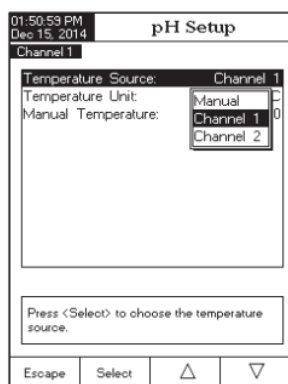 01:50:59 PM
Dec 15, 2014
pH Setup
Channel 1
Temperature Source: Channel 1
Temperature Unit: C
Manual Temperature: 0
Manual
Channel 1
Channel 2
Press <Select> to choose the temperature
source.
Escape Select